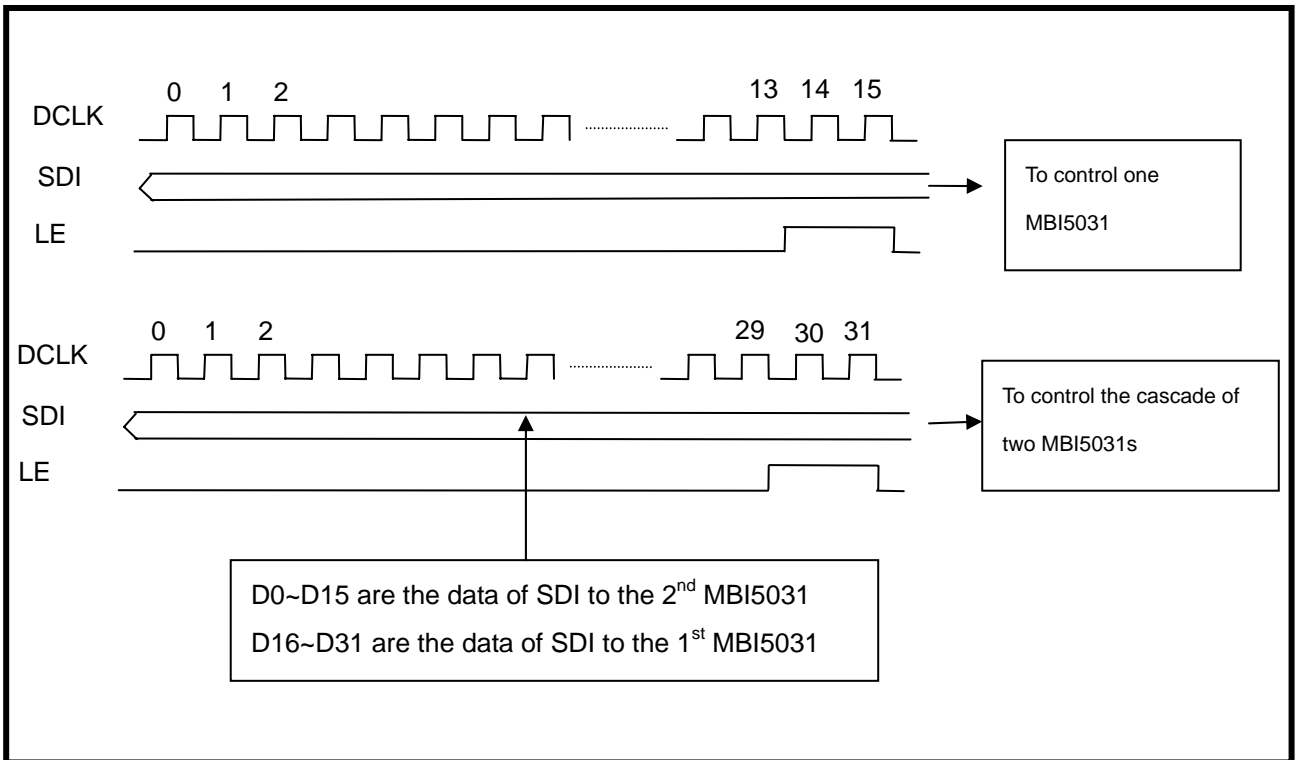 0 1 2 13 14 15
DCLK
SDI
LE
To control one
MBI5031
0 1 2 29 30 31
DCLK
SDI
LE
To control the cascade of
two MBI5031s
D0~D15 are the data of SDI to the 2nd MBI5031
D16~D31 are the data of SDI to the 1st MBI5031